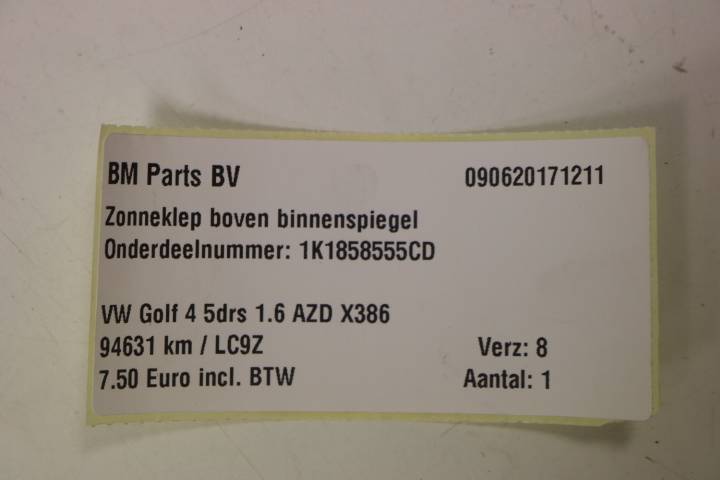 BM Parts BV 090620171211
Zonneklep boven binnenspiegel
Onderdeelnummer: 1K1858555CD
VW Golf 4 5drs 1.6 AZD X386
94631 km / LC9Z Verz: 8
7.50 Euro incl. BTW Aantal: 1